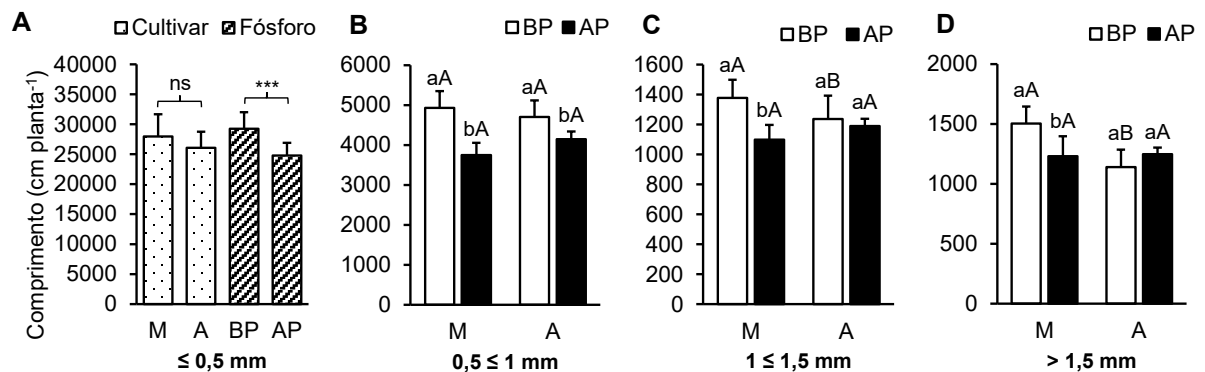 A
Cultivar Fósforo
Comprimento (cm planta⁻¹)
40000
35000
30000
25000
20000
15000
10000
5000
0
ns
***
M A BP AP
≤ 0,5 mm
B
BP AP
6000
5000
4000
3000
2000
1000
0
aA bA aA bA
M A
0,5 ≤ 1 mm
C
BP AP
1600
1400
1200
1000
800
600
400
200
0
aA bA aB aA
M A
1 ≤ 1,5 mm
D
BP AP
2000
1500
1000
500
0
aA bA aB aA
M A
> 1,5 mm